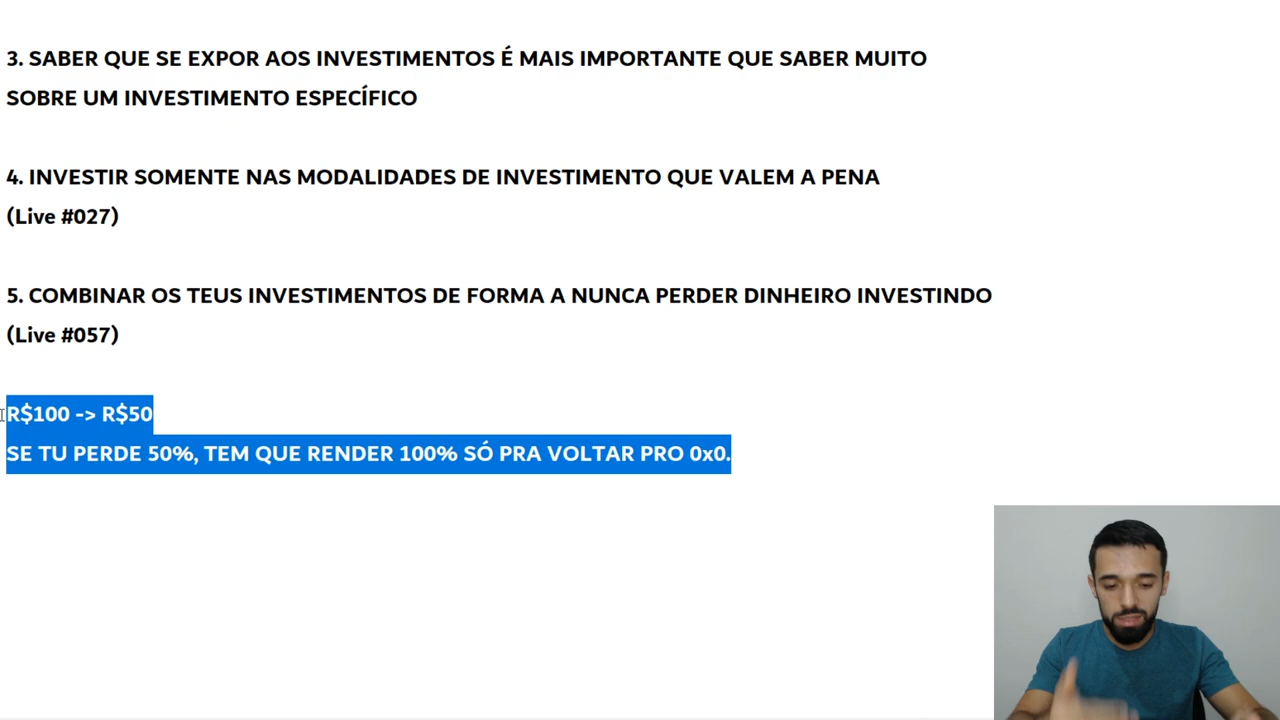 3. SABER QUE SE EXPOR AOS INVESTIMENTOS É MAIS IMPORTANTE QUE SABER MUITO
SOBRE UM INVESTIMENTO ESPECÍFICO
4. INVESTIR SOMENTE NAS MODALIDADES DE INVESTIMENTO QUE VALEM A PENA
(Live #027)
5. COMBINAR OS TEUS INVESTIMENTOS DE FORMA A NUNCA PERDER DINHEIRO INVESTINDO
(Live #057)
R$100 -> R$50
SE TU PERDE 50%, TEM QUE RENDER 100% SÓ PRA VOLTAR PRO 0x0.